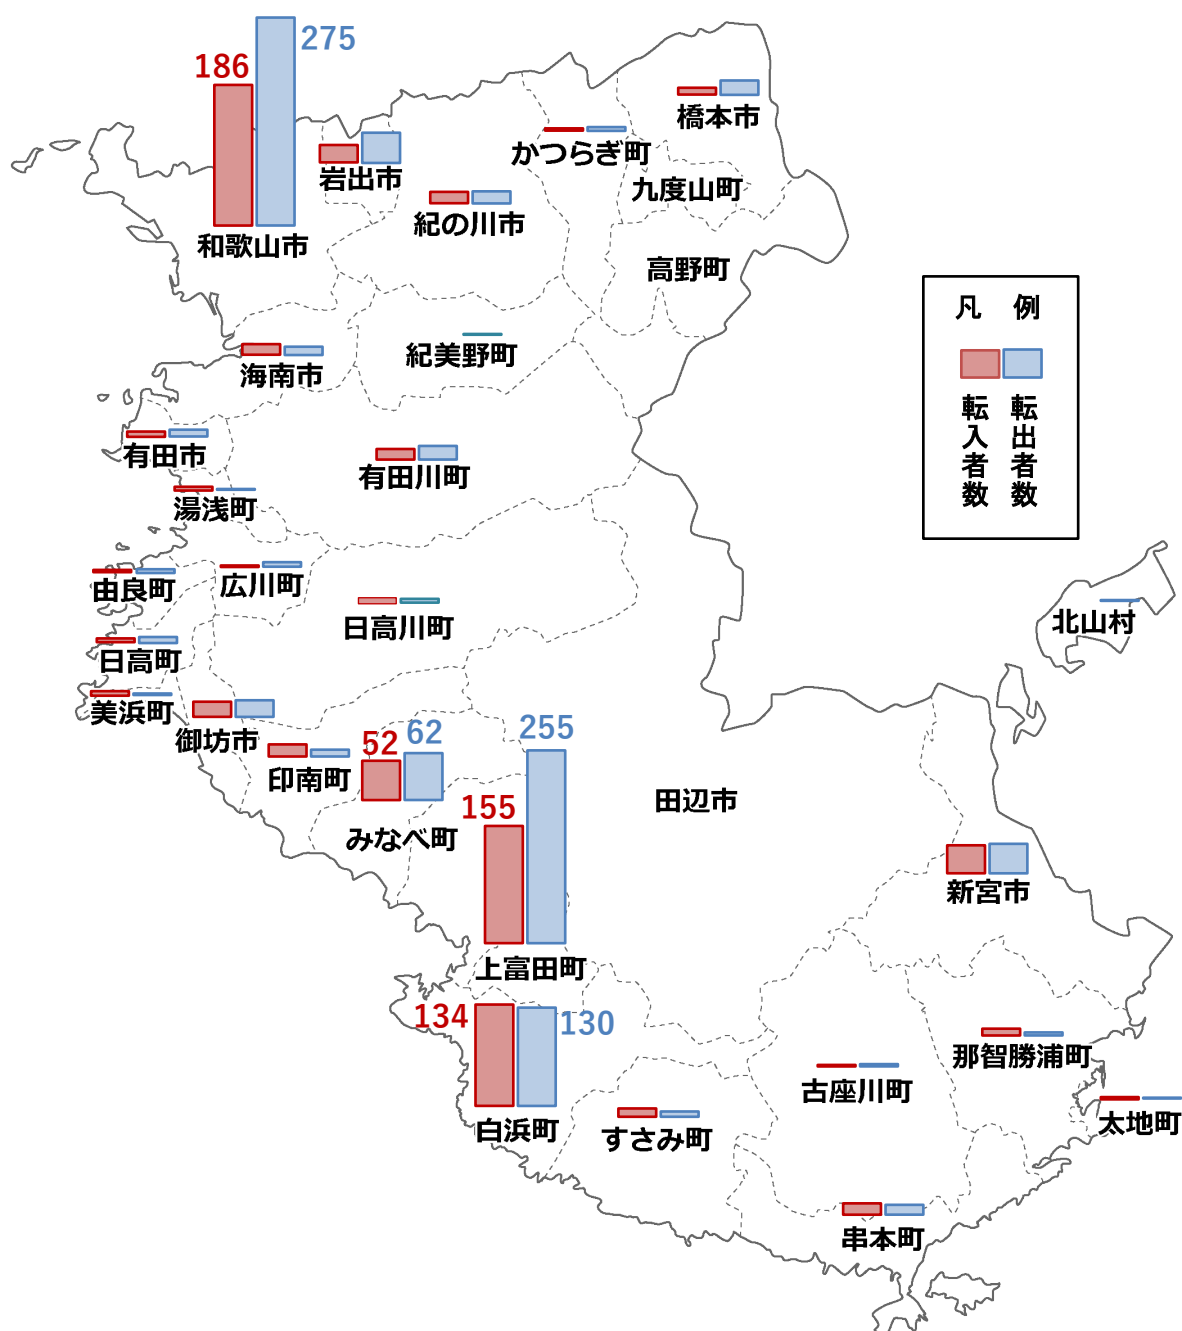 275
186
橋本市
かつらぎ町
岩出市
九度山町
紀の川市
和歌山市
高野町
凡 例
転入者数
転出者数
紀美野町
海南市
有田市
有田川町
湯浅町
由良町
広川町
日高川町
北山村
日高町
美浜町
御坊市
印南町
52
62
255
みなべ町
155
田辺市
新宮市
上富田町
134
130
那智勝浦町
古座川町
太地町
白浜町
すさみ町
串本町